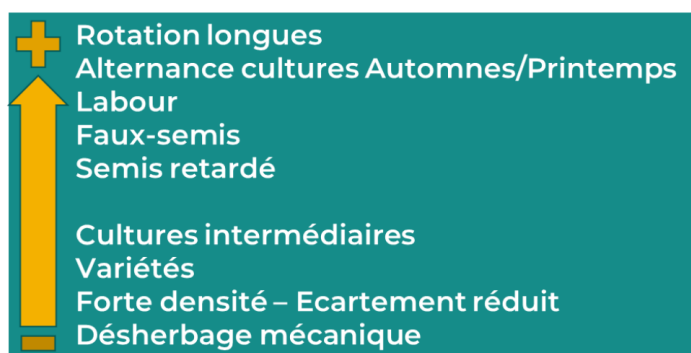 Rotation longues
Alternance cultures Automnes/Printemps
Labour
Faux-semis
Semis retardé
Cultures intermédiaires
Variétés
Forte densité – Ecartement réduit
Désherbage mécanique